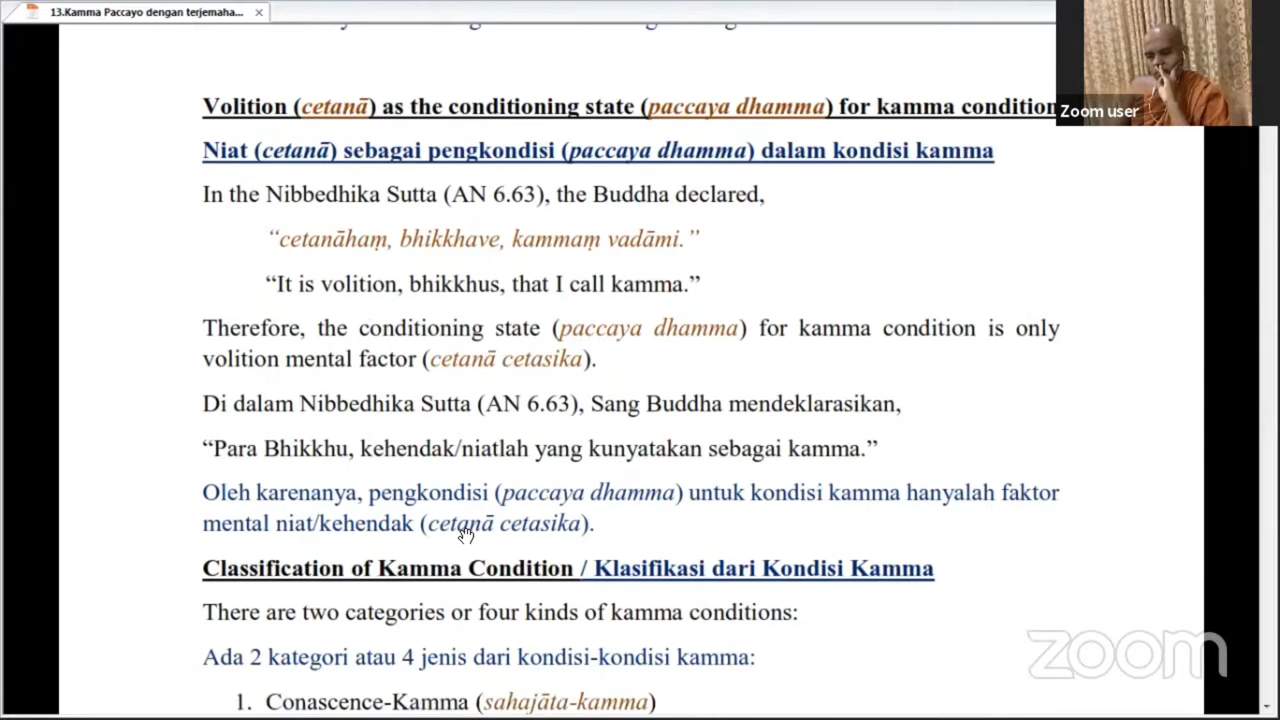 13.Kamma Paccayo dengan terjemaha...
Zoom user
Volition (cetanā) as the conditioning state (paccaya dhamma) for kamma condition
Niat (cetanā) sebagai pengkondisi (paccaya dhamma) dalam kondisi kamma
In the Nibbedhika Sutta (AN 6.63), the Buddha declared,
“cetanāhaṃ, bhikkhave, kammaṃ vadāmi.”
“It is volition, bhikkhus, that I call kamma.”
Therefore, the conditioning state (paccaya dhamma) for kamma condition is only
volition mental factor (cetanā cetasika).
Di dalam Nibbedhika Sutta (AN 6.63), Sang Buddha mendeklarasikan,
“Para Bhikkhu, kehendak/niatlah yang kunyatakan sebagai kamma.”
Oleh karenanya, pengkondisi (paccaya dhamma) untuk kondisi kamma hanyalah faktor
mental niat/kehendak (cetanā cetasika).
Classification of Kamma Condition / Klasifikasi dari Kondisi Kamma
There are two categories or four kinds of kamma conditions:
Ada 2 kategori atau 4 jenis dari kondisi-kondisi kamma:
1. Conascence-Kamma (sahajāta-kamma)
zoom